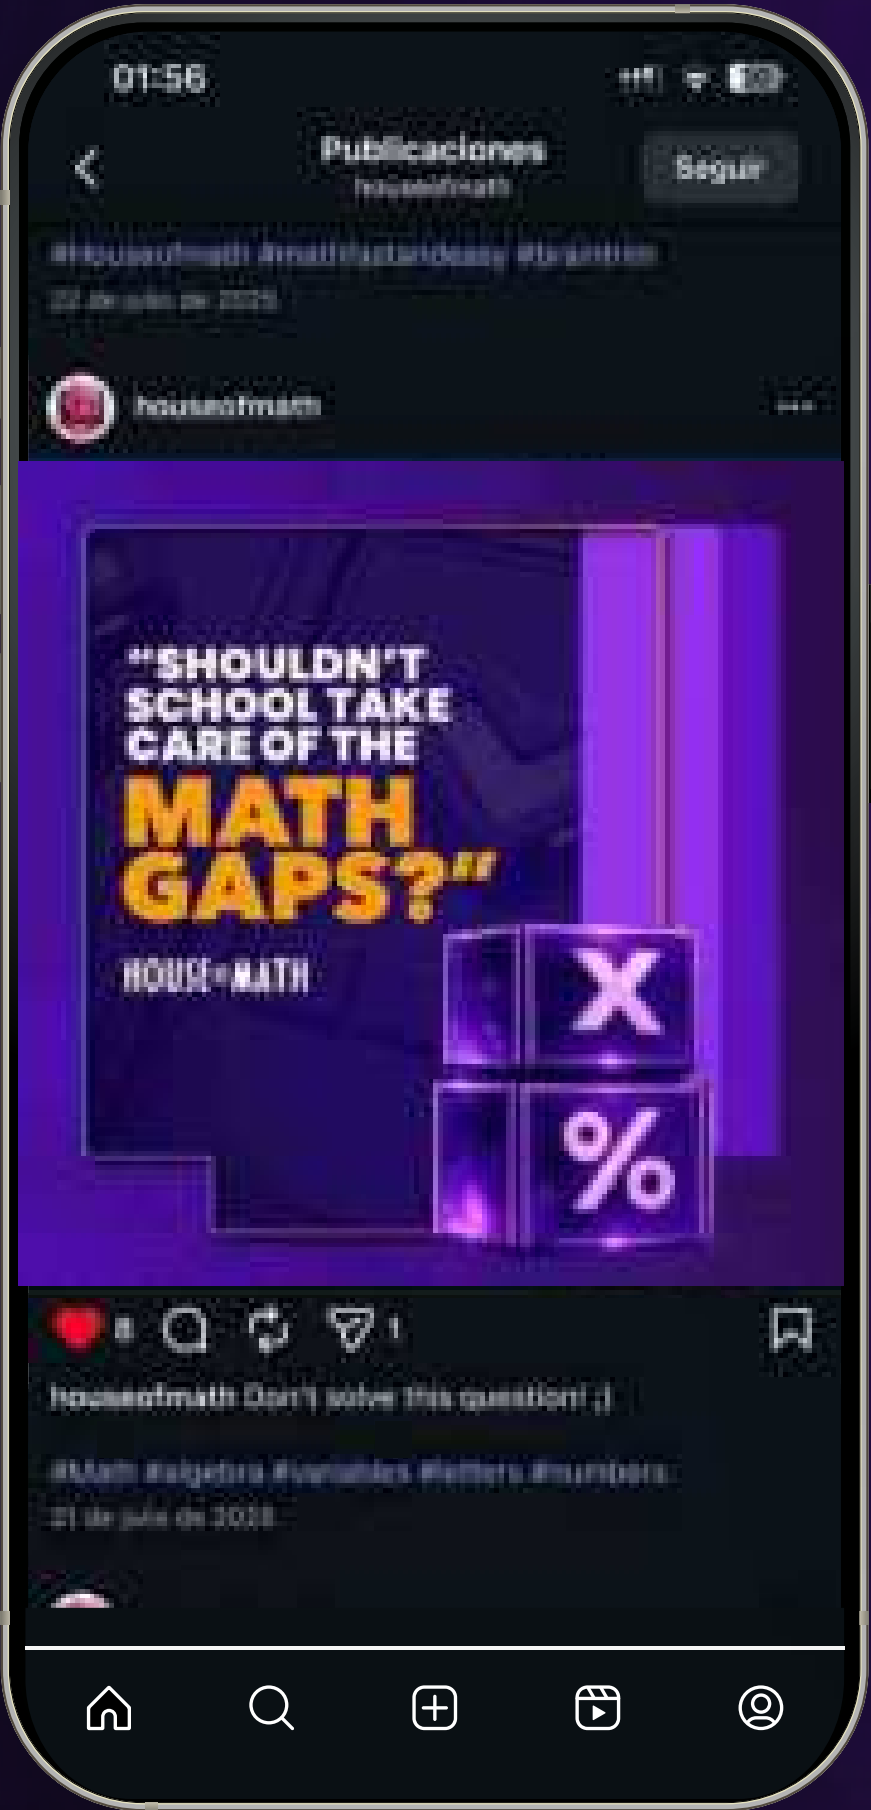 01:56
Publicaciones
houseofmath
Seguir
#Houseofmath #mathfactandeasy
22 de julio de 2025
houseofmath
“SHOULDN'T
SCHOOL TAKE
CARE OF THE
MATH
GAPS?“
HOUSE OF MATH
X
%
8
1
houseofmath Don't solve this question! ;)
#Math #algebra #variables #letters #numbers
21 de julio de 2025